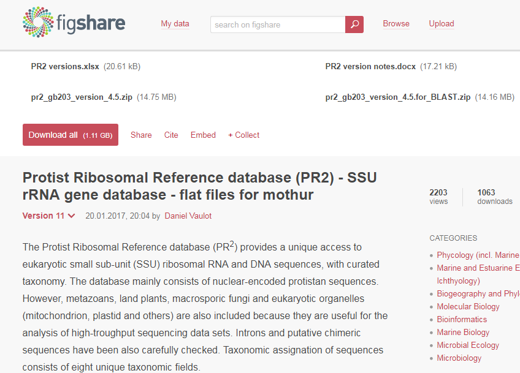 figshare My data search on figshare Browse Upload
PR2 versions.xlsx (20.61 kB) PR2 version notes.docx (17.21 kB)
pr2_gb203_version_4.5.zip (14.75 MB) pr2_gb203_version_4.5.for_BLAST.zip (14.16 MB)
Download all (1.11 GB) Share Cite Embed + Collect
Protist Ribosomal Reference database (PR2) - SSU
rRNA gene database - flat files for mothur
Version 11 20.01.2017, 20:04 by Daniel Vaulot
The Protist Ribosomal Reference database (PR2) provides a unique access to
eukaryotic small sub-unit (SSU) ribosomal RNA and DNA sequences, with curated
taxonomy. The database mainly consists of nuclear-encoded protistan sequences.
However, metazoans, land plants, macrosporic fungi and eukaryotic organelles
(mitochondrion, plastid and others) are also included because they are useful for the
analysis of high-troughput sequencing data sets. Introns and putative chimeric
sequences have been also carefully checked. Taxonomic assignation of sequences
consists of eight unique taxonomic fields.
2203 1063
views downloads
CATEGORIES
Phycology (incl. Marine
Marine and Estuarine E
Ichthyology)
Biogeography and Phyl
Molecular Biology
Bioinformatics
Marine Biology
Microbial Ecology
Microbiology